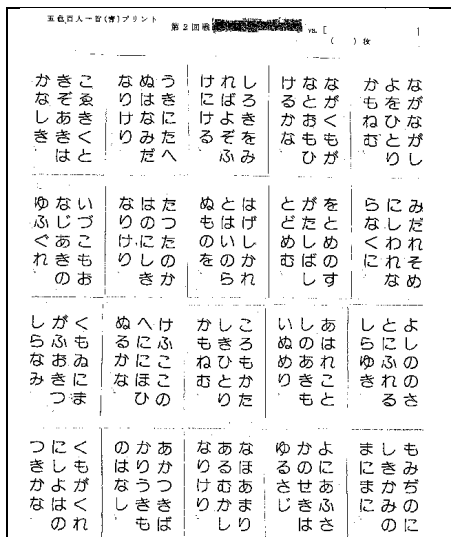 五色百人一首(青)プリント
第2回戦
vs. [ ]
( )枚
ながながし
よをひとり
かもねむ
ながくもが
なとおもひ
けるかな
しろきをみ
ればよぞふ
けにける
うきにたへ
ぬはなみだ
なりけり
こゑきくと
きぞあきは
かなしき
みだれそめ
にしわれな
らなくに
をとめのす
がたしばし
とどめむ
はげしかれ
とはいのら
ぬものを
たつたのか
はのにしき
なりけり
いづこもお
なじあきの
ゆふぐれ
よしののさ
とにふれる
しらゆき
あはれこと
しのあきも
いぬめり
ころもかた
しきひとり
かもねむ
けふここの
へににほひ
ぬるかな
くもゐにま
がふおきつ
しらなみ
もみぢのに
しきかみの
まにまに
よにあふさ
かのせきは
ゆるさじ
なほあまり
あるむかし
なりけり
あかつきば
かりうきも
のはなし
くもがくれ
にしよはの
つきかな